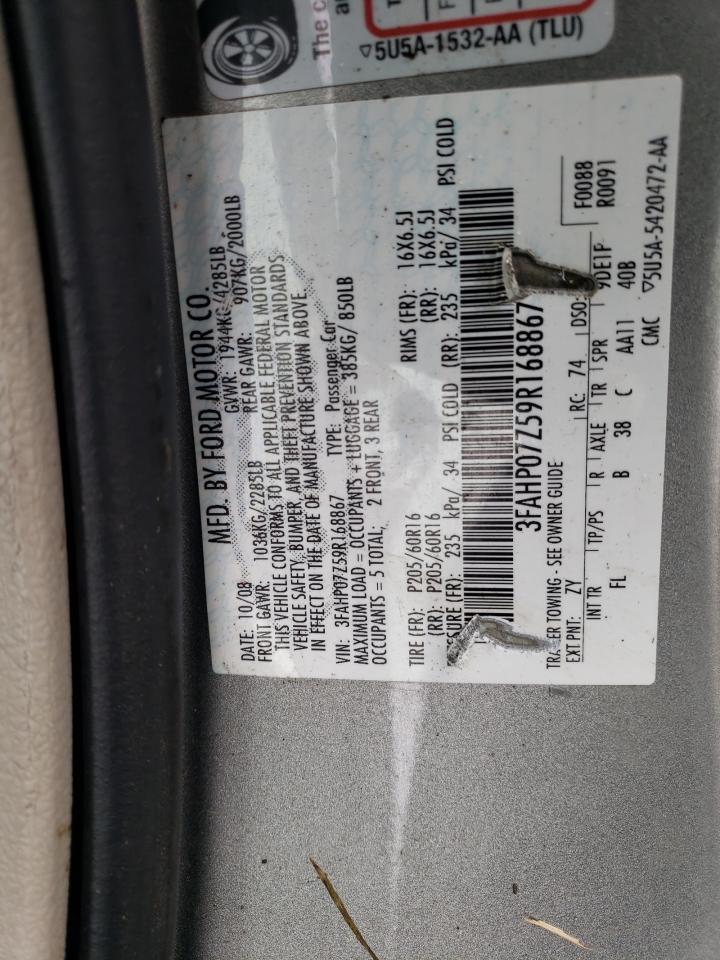 The c
an
▽5U5A-1532-AA (TLU)
MFD. BY FORD MOTOR CO.
DATE: 10/08 GVWR: 1944KG/4285LB
FRONT GAWR: 1036KG/2285LB REAR GAWR: 907KG/2000LB
THIS VEHICLE CONFORMS TO ALL APPLICABLE FEDERAL MOTOR
VEHICLE SAFETY, BUMPER, AND THEFT PREVENTION STANDARDS
IN EFFECT ON THE DATE OF MANUFACTURE SHOWN ABOVE.
VIN: 3FAHP07Z59R168867 TYPE: Passenger Car
MAXIMUM LOAD = OCCUPANTS + LUGGAGE = 385KG/ 850LB
OCCUPANTS = 5 TOTAL; 2 FRONT, 3 REAR
TIRE (FR): P205/60R16 RIMS (FR): 16X6.5J
(RR): P205/60R16 (RR): 16X6.5J
SURE (FR): 235 kPa/ 34 PSI COLD (RR): 235 kPa/ 34 PSI COLD
3FAHP07Z59R168867
TRA ER TOWING - SEE OWNER GUIDE
EXT PNT: ZY RC: 74 DSO: F0088
INT TR TP/PS R AXLE TR SPR 9DE1P R0091
FL B 38 C AA11 40B
CMC ▽5U5A-5420472-AA